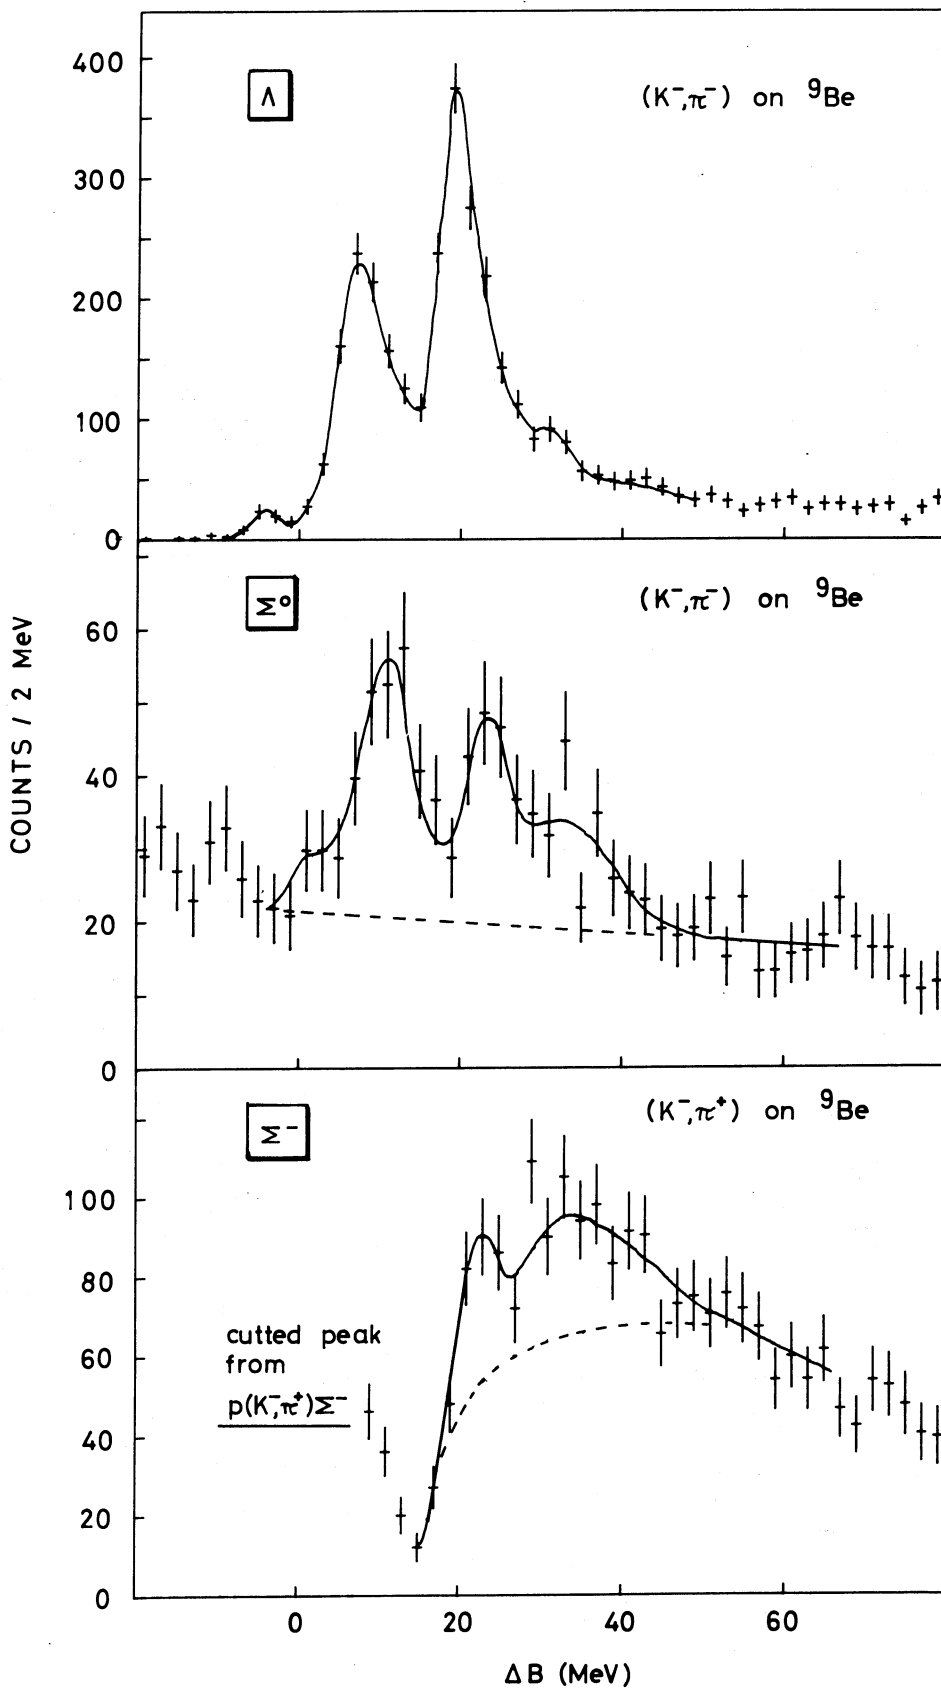 400
Λ
(K⁻,π⁻) on ⁹Be
300
200
100
0
Σ⁰
(K⁻,π⁻) on ⁹Be
60
40
20
0
COUNTS / 2 MeV
Σ⁻
(K⁻,π⁺) on ⁹Be
100
80
cutted peak
from
p(K⁻,π⁺)Σ⁻
60
40
20
0
0 20 40 60
ΔB (MeV)